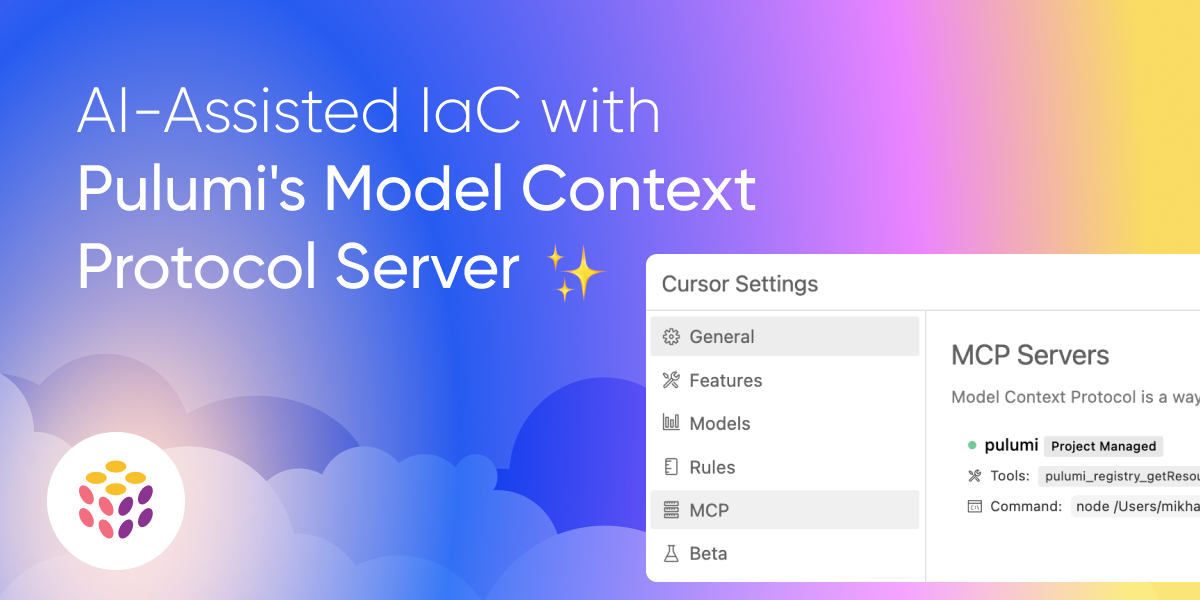 AI-Assisted IaC with
Pulumi's Model Context
Protocol Server
Cursor Settings
General
Features
Models
Rules
MCP
Beta
MCP Servers
Model Context Protocol is a way
pulumi Project Managed
Tools: pulumi_registry_getResou
Command: node /Users/mikha